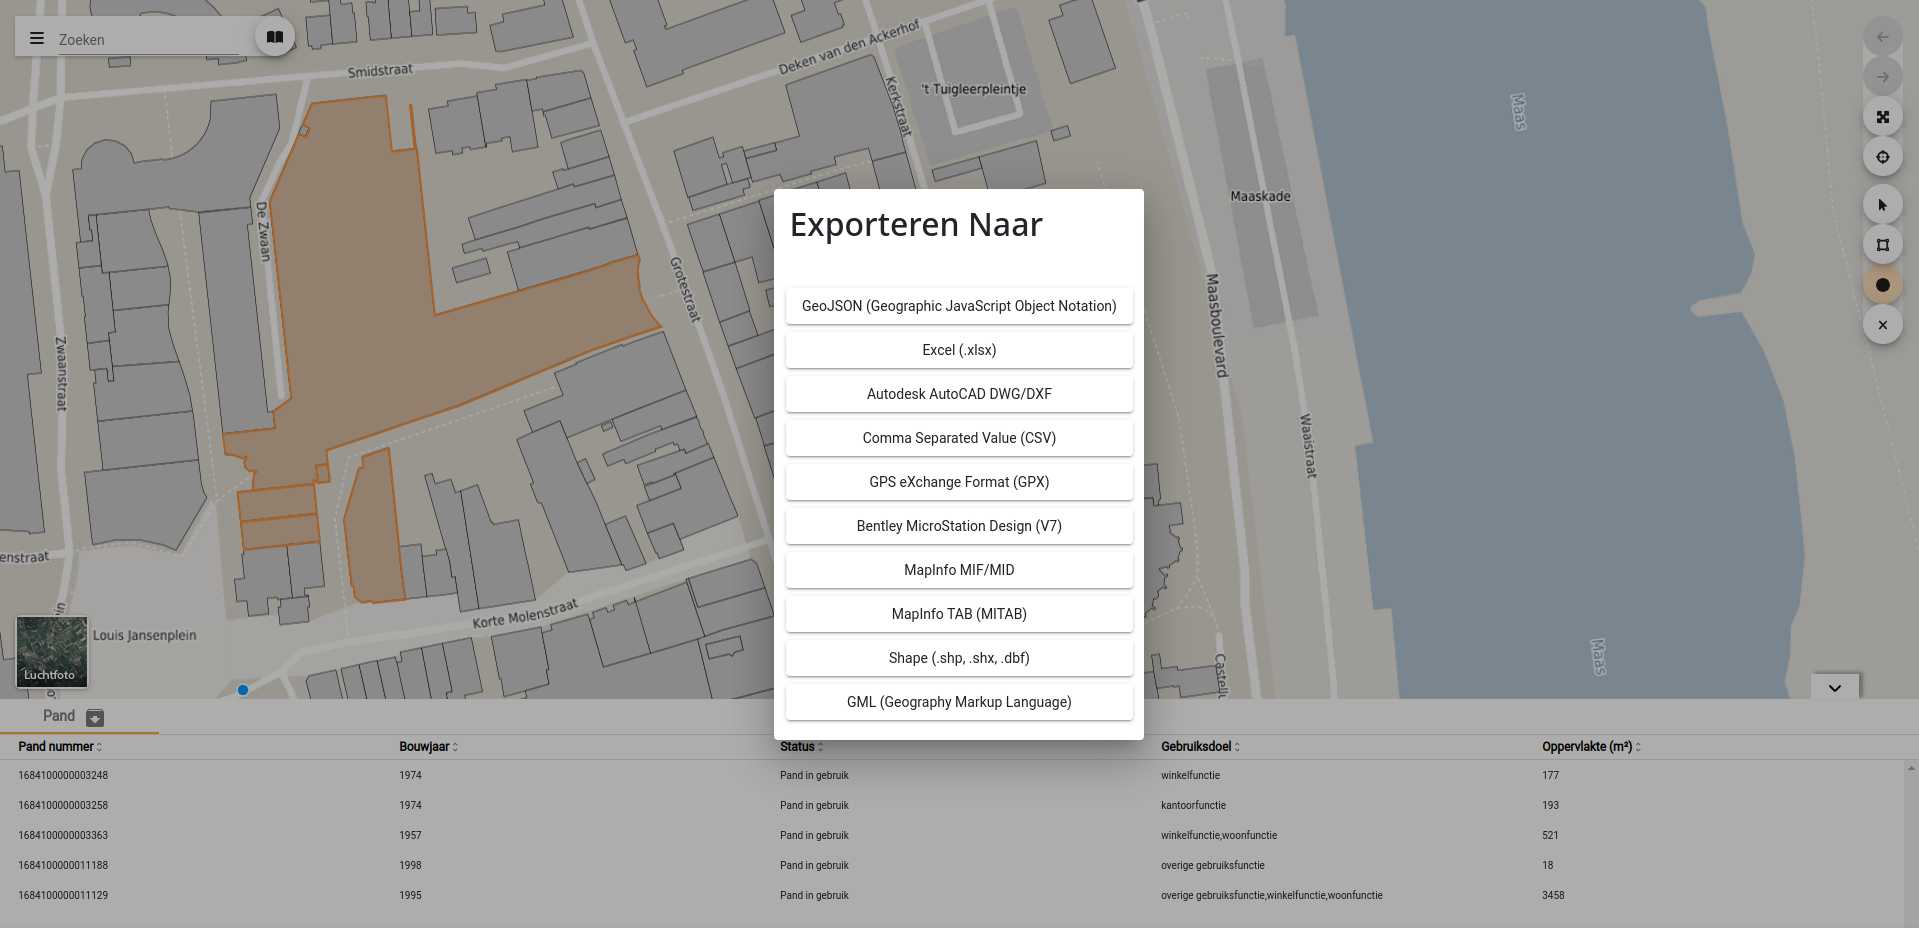 Zoeken
Smidstraat
Deken van den Ackerhof
Kerkstraat
't Tuigleerpleintje
Maas
Maaskade
De Zwaan
Grotestraat
Maasboulevard
Zwaanstraat
Waaistraat
enstraat
Korte Molenstraat
Louis Jansenplein
Maas
Luchtfoto
Exporteren Naar
GeoJSON (Geographic JavaScript Object Notation)
Excel (.xlsx)
Autodesk AutoCAD DWG/DXF
Comma Separated Value (CSV)
GPS eXchange Format (GPX)
Bentley MicroStation Design (V7)
MapInfo MIF/MID
MapInfo TAB (MITAB)
Shape (.shp, .shx, .dbf)
GML (Geography Markup Language)
Pand
Pand nummer Bouwjaar Status Gebruiksdoel Oppervlakte (m²)
1684100000003248 1974 Pand in gebruik winkelfunctie 177
1684100000003258 1974 Pand in gebruik kantoorfunctie 193
1684100000003363 1957 Pand in gebruik winkelfunctie,woonfunctie 521
1684100000011188 1998 Pand in gebruik overige gebruiksfunctie 18
1684100000011129 1995 Pand in gebruik overige gebruiksfunctie,winkelfunctie,woonfunctie 3458